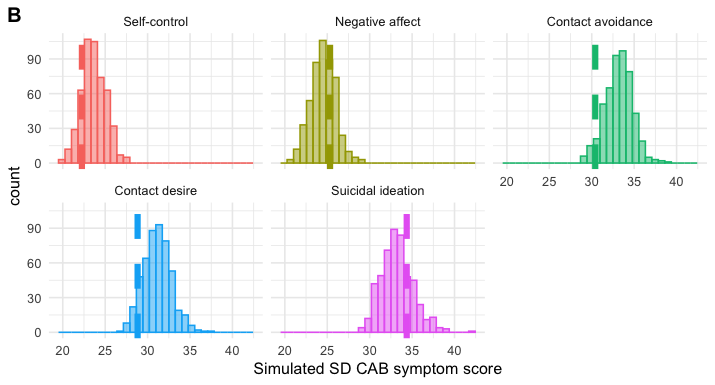 B
Self-control
Negative affect
Contact avoidance
90
60
30
0
20 25 30 35 40
Contact desire
Suicidal ideation
90
60
30
0
20 25 30 35 40
20 25 30 35 40
count
Simulated SD CAB symptom score